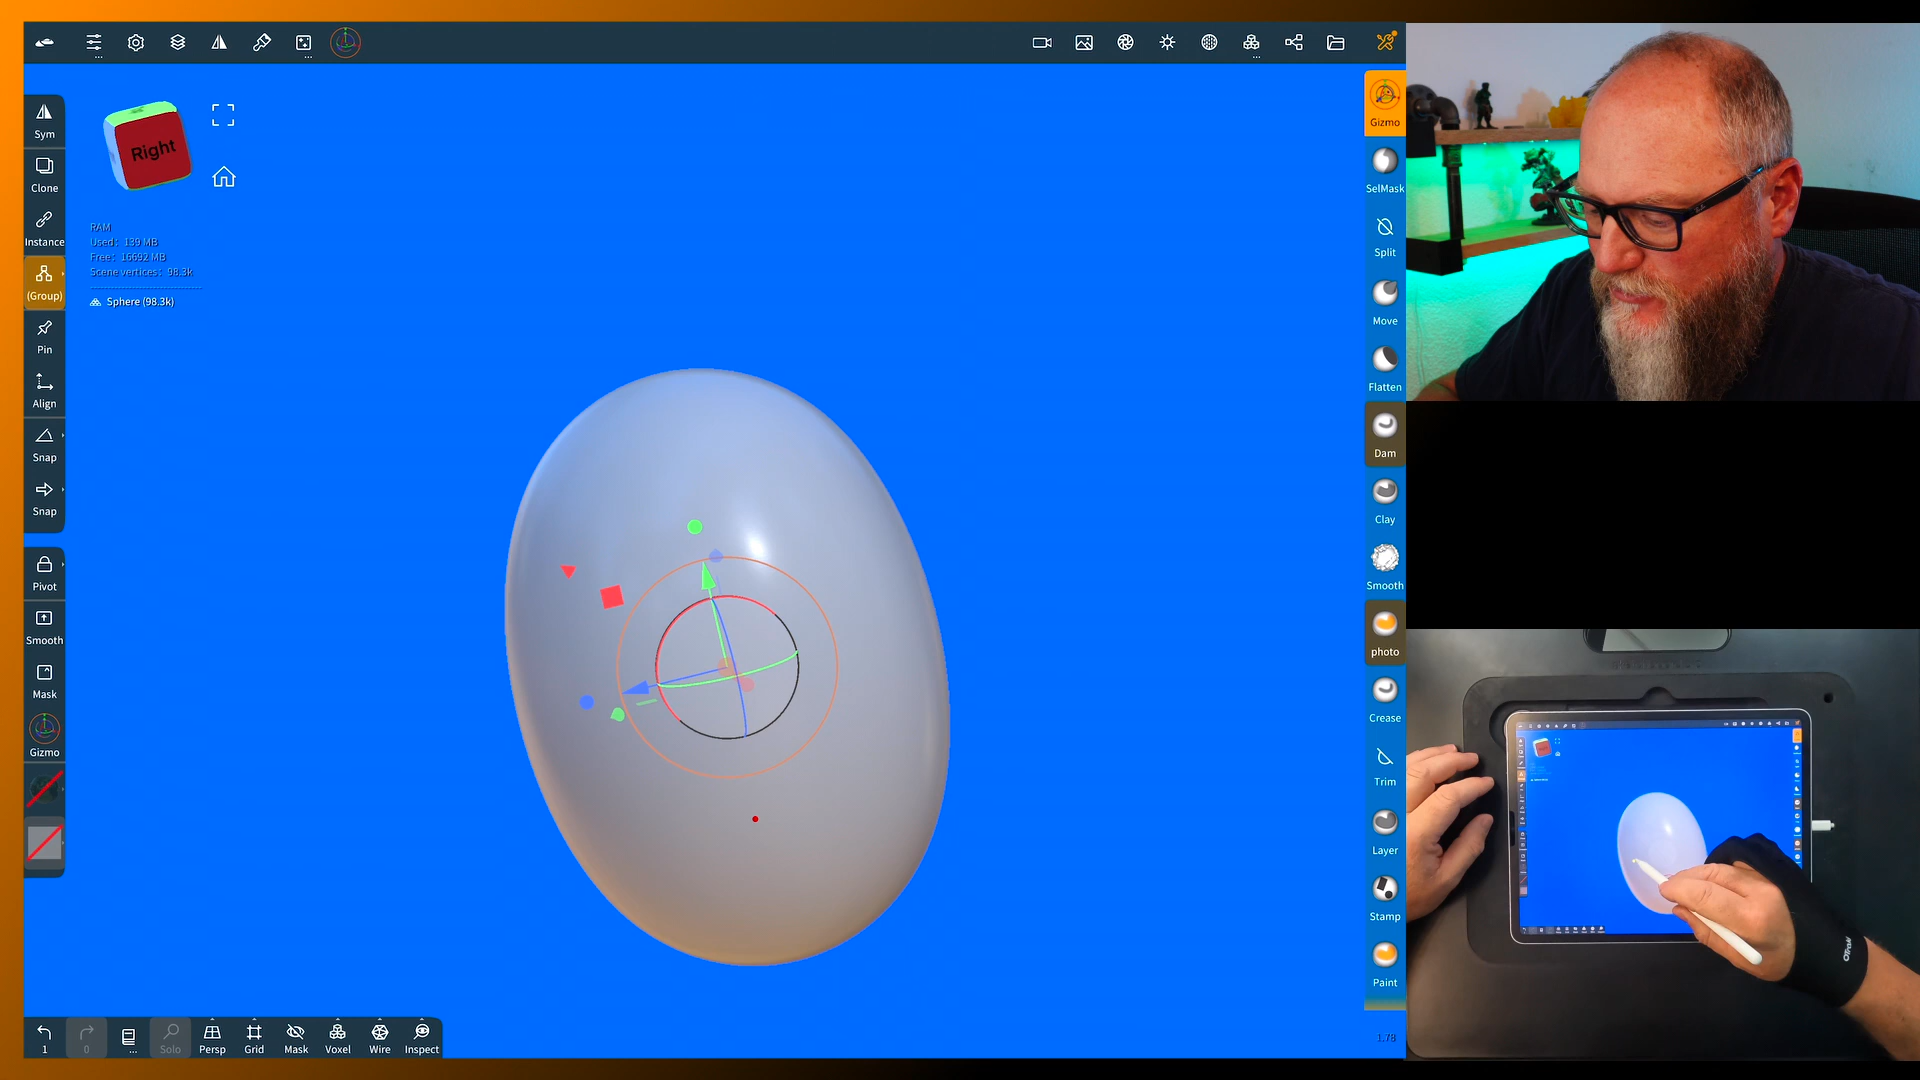 Right
RAM
Used: 139 MB
Free: 16692 MB
Scene vertices: 98.3k
Sphere (98.3k)
Sym
Clone
Instance
(Group)
Pin
Align
Snap
Snap
Pivot
Smooth
Mask
Gizmo
1
0
...
Solo
Persp
Grid
Mask
Voxel
Wire
Inspect
Gizmo
SelMask
Split
Move
Flatten
Dam
Clay
Smooth
photo
Crease
Trim
Layer
Stamp
Paint
1.78